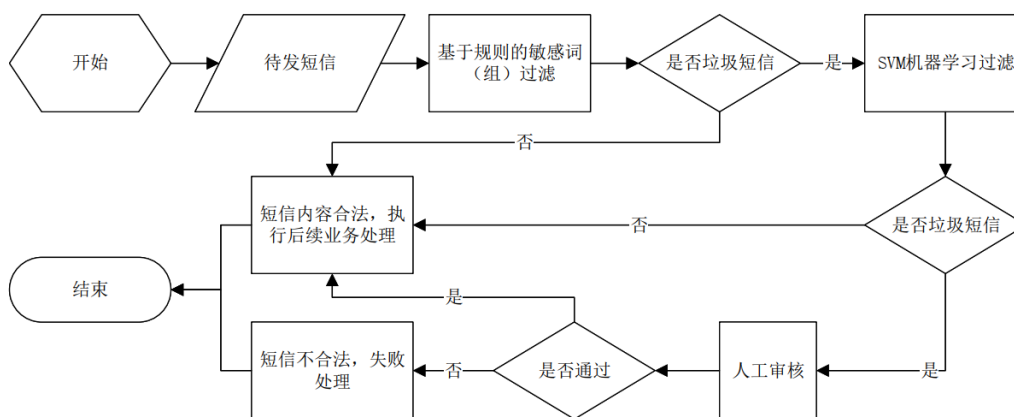 开始
待发短信
基于规则的敏感词
（组）过滤
是否垃圾短信
是
SVM机器学习过滤
否
短信内容合法，执
行后续业务处理
否
是否垃圾短信
结束
是
短信不合法，失败
处理
否
是否通过
人工审核
是